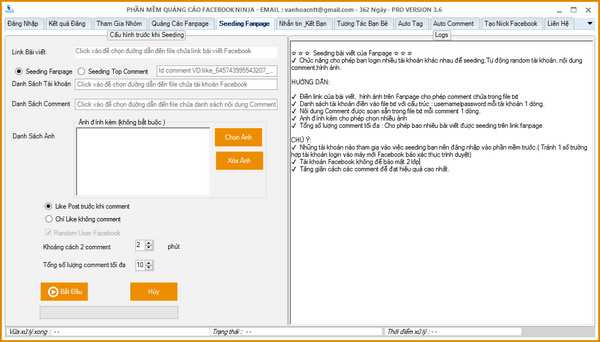 PHẦN MỀM QUẢNG CÁO FACEBOOK NINJA - EMAIL : vanhoacntt@gmail.com - 362 Ngày - PRO VERSION 3.6
Đăng Nhập
Kết quả Đăng
Tham Gia Nhóm
Quảng Cáo Fanpage
Seeding Fanpage
Nhắn tin _Kết Bạn
Tương Tác Bạn Bè
Auto Tag
Auto Comment
Tạo Nick Facebook
Liên Hệ
Cấu hình trước khi Seeding
Link Bài viết
Click vào để chọn đường dẫn đến file chứa link bài viết Facebook
Seeding Fanpage
Seeding Top Comment
Id comment VD:like_645743995543207_...
Danh Sách Tài khoản
Click vào để chọn đường dẫn đến file chứa tài khoản Facebook
Danh Sách Comment
Click vào để chọn đường dẫn đến file chứa danh sách nội dung Comment
Danh Sách Ảnh
Ảnh đính kèm (không bắt buộc )
Chọn Ảnh
Xóa Ảnh
Like Post trước khi comment
Chỉ Like không comment
Random User Facebook
Khoảng cách 2 comment
2
phút
Tổng số lượng comment tối đa
10
Bắt Đầu
Hủy
Logs
☆ ☆ ☆ Seeding bài viết của Fanpage ☆ ☆ ☆
✓ Chức năng cho phép bạn login nhiều tài khoản khác nhau để seeding.Tự động random tài khoản, nội dung
comment,hình ảnh.
HƯỚNG DẪN:
✓ Điền link của bài viết, hình ảnh trên Fanpage cho phép comment chứa trong file txt
✓ Danh sách tài khoản điền vào file txt với cấu trúc : username|password mỗi tài khoản 1 dòng.
✓ Nội dung Comment được soạn sẵn trong file txt mỗi comment 1 dòng.
✓ Ảnh đính kèm cho phép chọn nhiều ảnh
✓ Tổng số lượng comment tối đa : Cho phép bao nhiêu bài viết được seeding trên link fanpage
CHÚ Ý:
✓ Những tài khoản nào tham gia vào việc seeding bạn nên đăng nhập vào phần mềm trước.( Tránh 1 số trường
hợp tài khoản login vào máy mới Facebook báo xác thực trình duyệt)
✓ Tài khoản Facebook không để bảo mật 2 lớp|
✓ Tăng giãn cách các comment để đạt hiệu quả cao nhất.
Vừa xử lý xong : - -
Trạng thái : - -
Thời điểm xử lý : - -